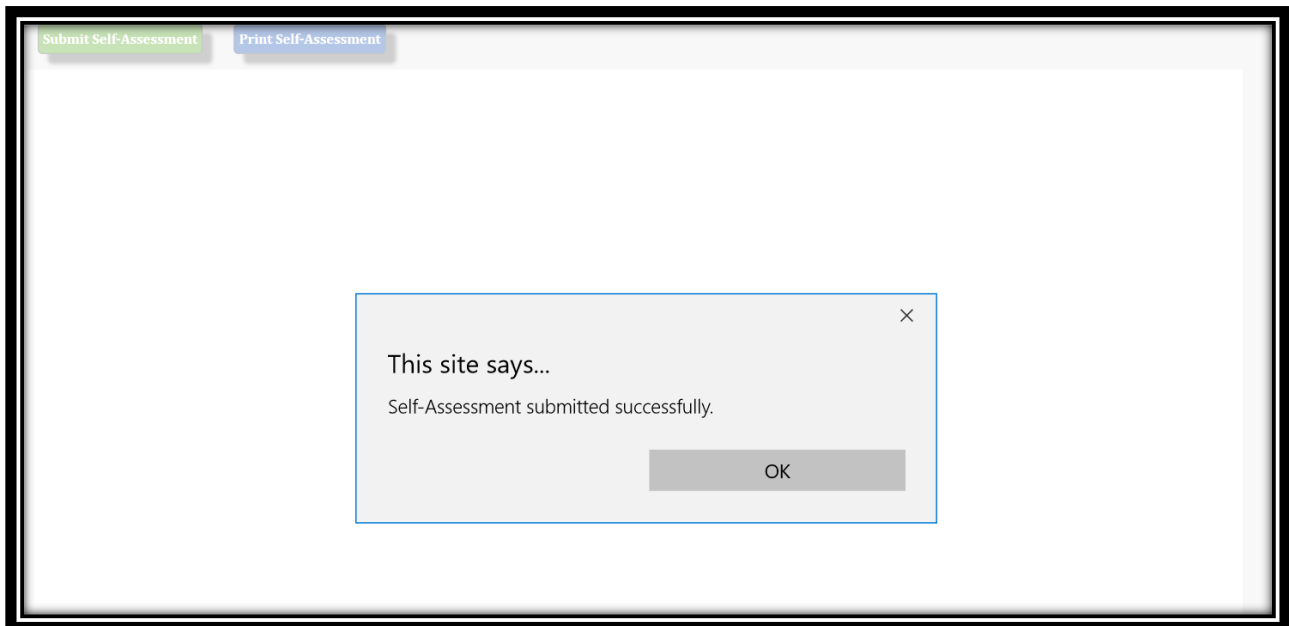 Submit Self-Assessment
Print Self-Assessment
This site says...
Self-Assessment submitted successfully.
OK